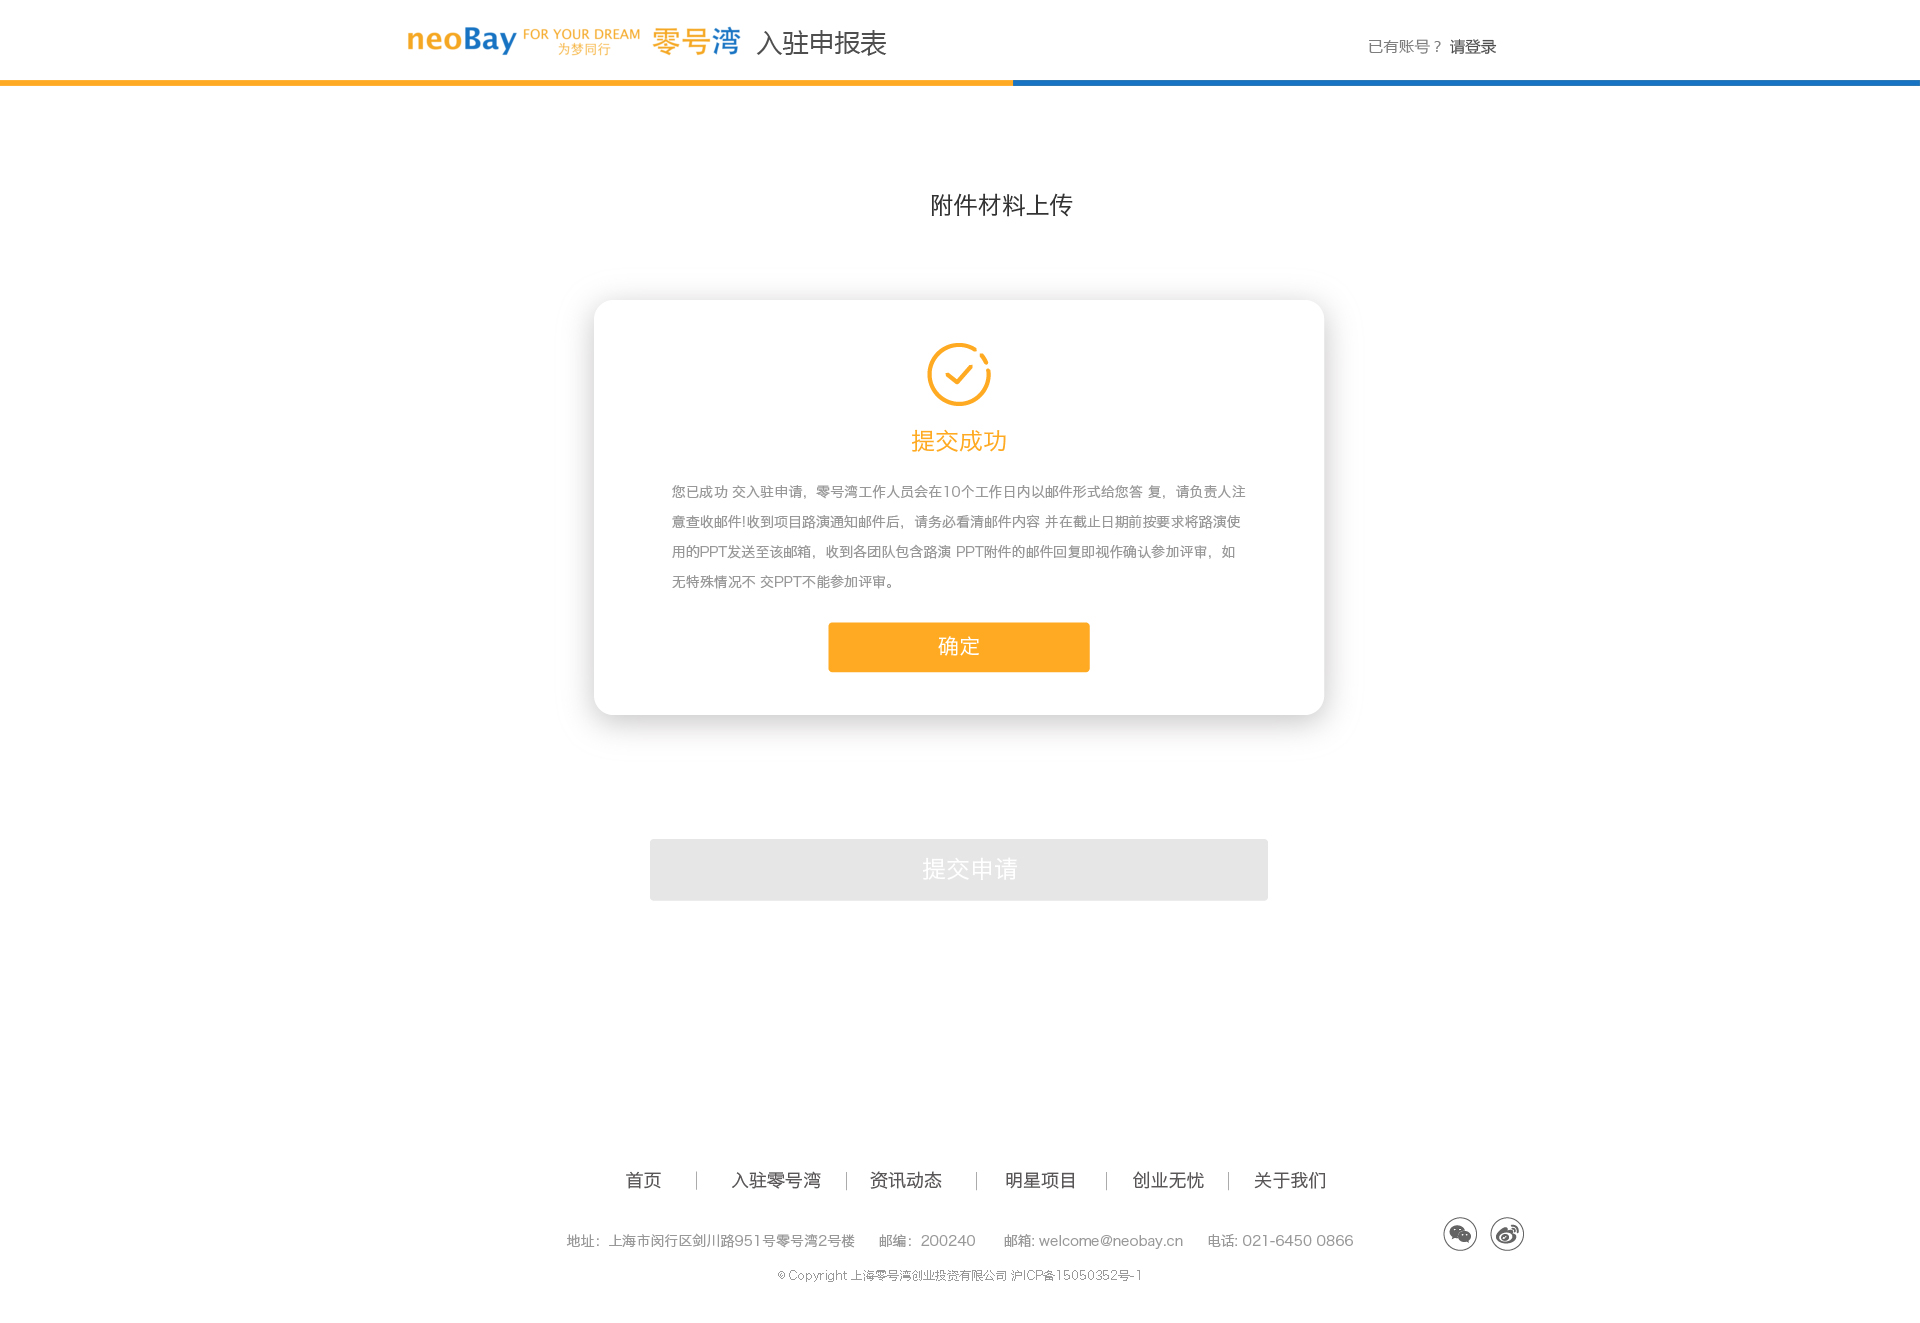 neoBay FOR YOUR DREAM 为梦同行 零号湾 入驻申报表
已有账号？ 请登录
附件材料上传
提交成功
您已成功 交入驻申请，零号湾工作人员会在10个工作日内以邮件形式给您答 复，请负责人注
意查收邮件!收到项目路演通知邮件后，请务必看清邮件内容 并在截止日期前按要求将路演使
用的PPT发送至该邮箱，收到各团队包含路演 PPT附件的邮件回复即视作确认参加评审，如
无特殊情况不 交PPT不能参加评审。
确定
提交申请
首页 | 入驻零号湾 | 资讯动态 | 明星项目 | 创业无忧 | 关于我们
地址：上海市闵行区剑川路951号零号湾2号楼 邮编：200240 邮箱: welcome@neobay.cn 电话: 021-6450 0866
© Copyright 上海零号湾创业投资有限公司 沪ICP备15050352号-1